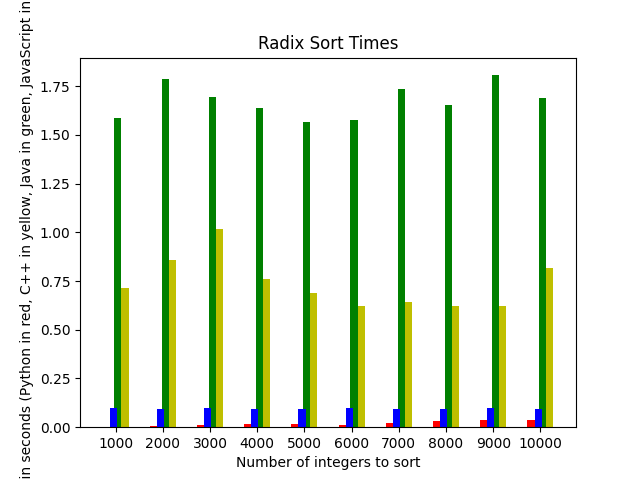 Radix Sort Times
in seconds (Python in red, C++ in yellow, Java in green, JavaScript in
1.75
1.50
1.25
1.00
0.75
0.50
0.25
0.00
1000 2000 3000 4000 5000 6000 7000 8000 9000 10000
Number of integers to sort